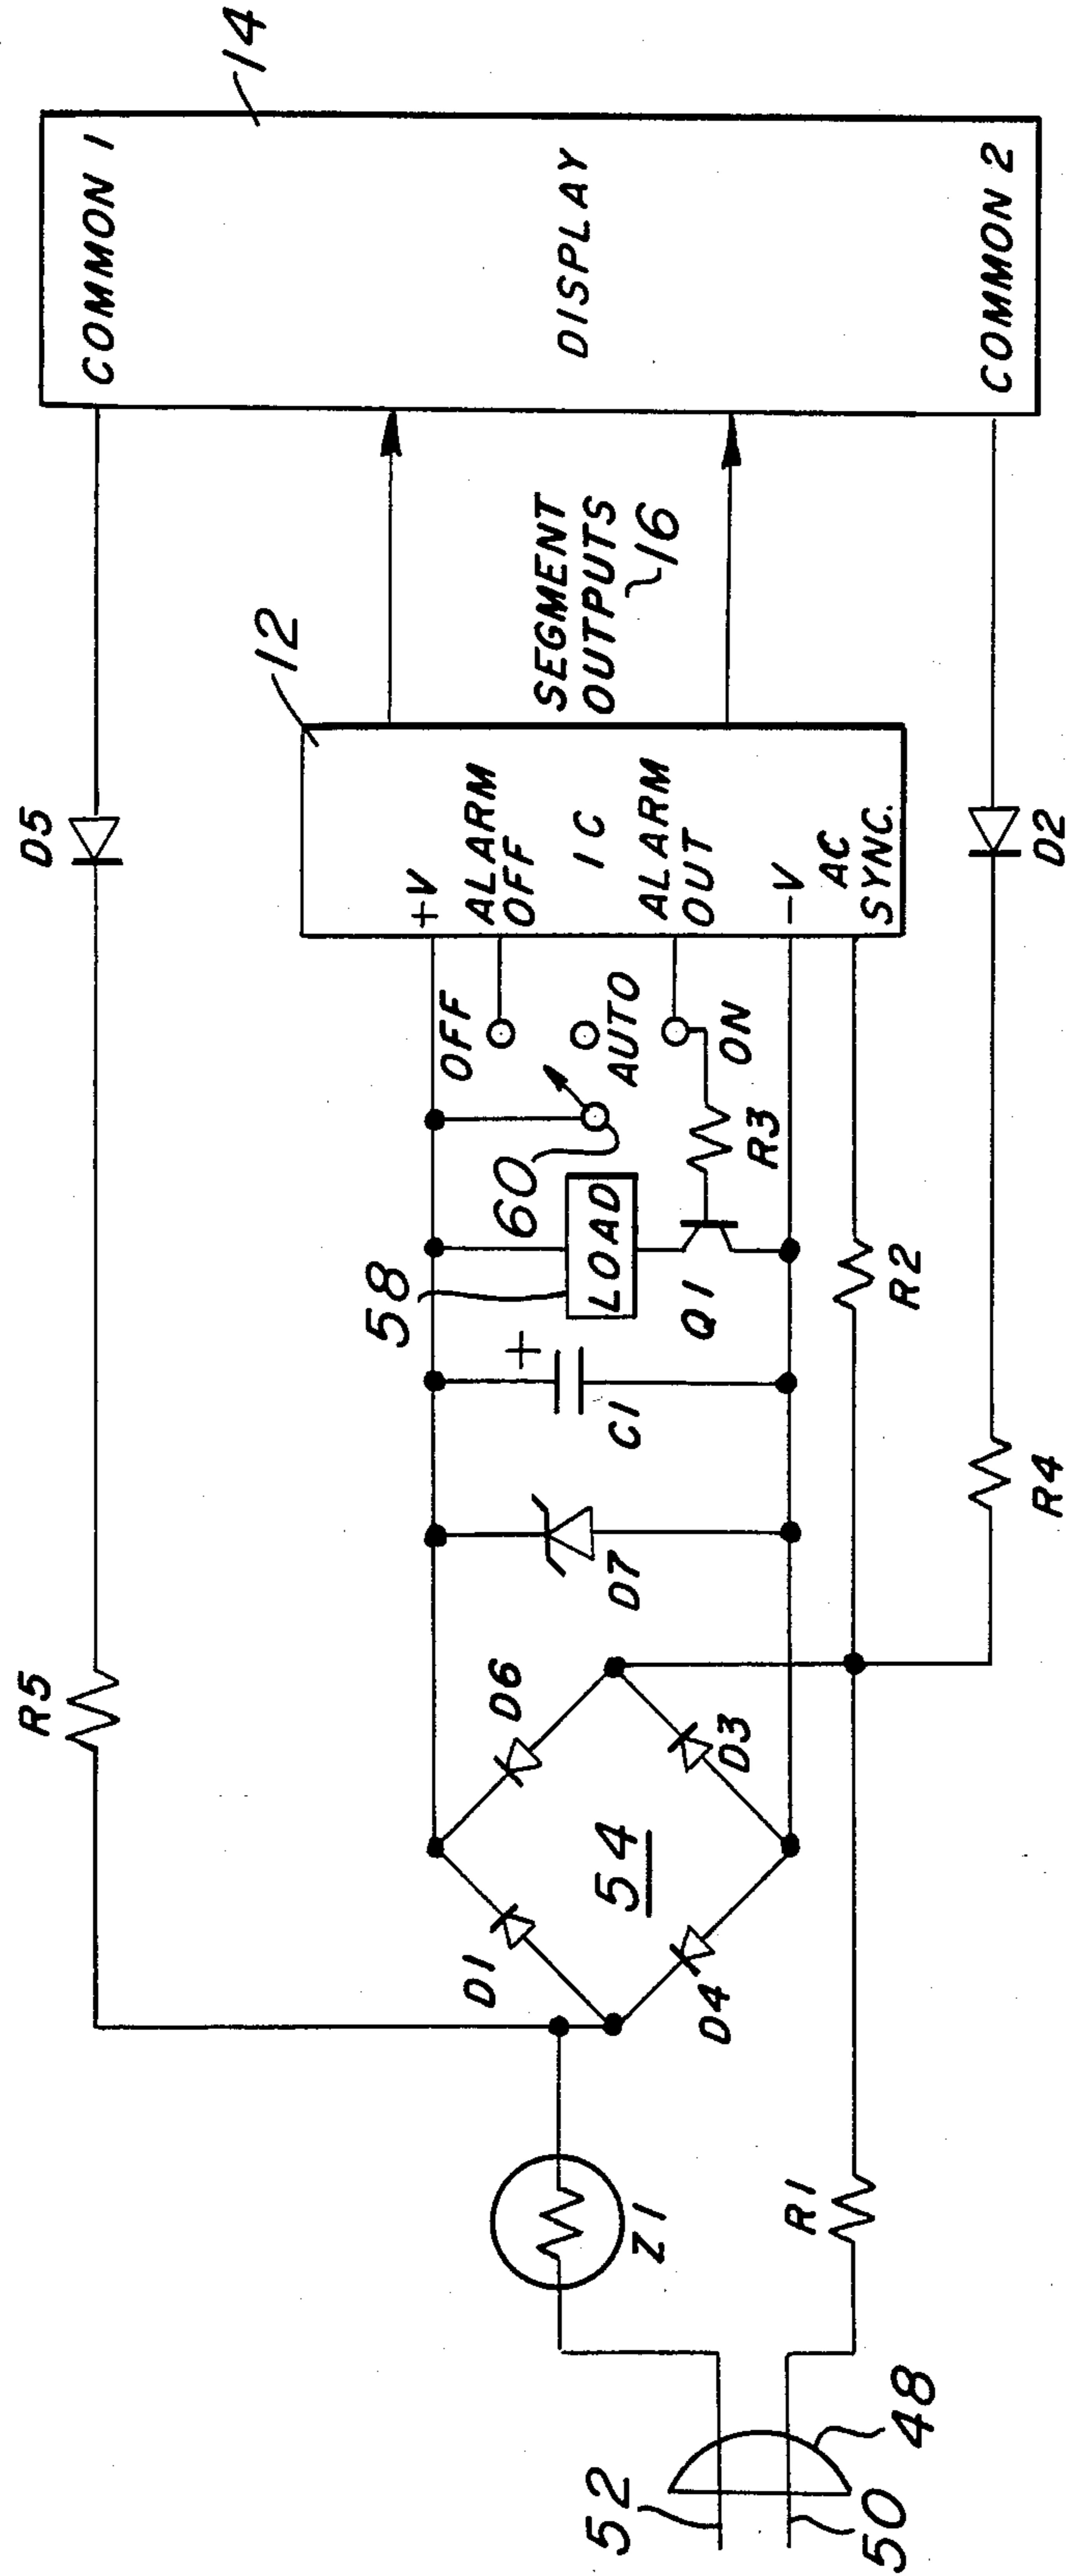 14
COMMON 1
DISPLAY
COMMON 2
D5
12
SEGMENT
OUTPUTS
16
+V
ALARM
OFF
IC
ALARM
OUT
-V
AC
SYNC.
D2
OFF
AUTO
ON
60
R3
58
LOAD
Q1
R2
+
C1
R4
D7
R5
D6
D3
54
D1
D4
Z1
R1
52
50
48